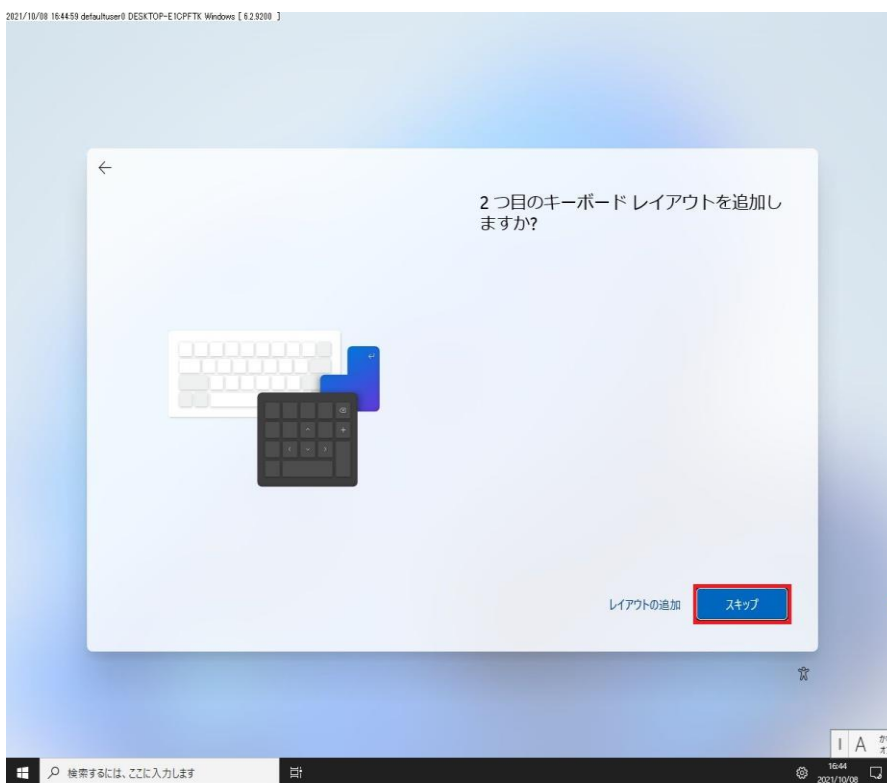 2021/10/08 16:44:59 defaultuser0 DESKTOP-E1CPFTK Windows [ 6.2.9200 ]
2 つ目のキーボード レイアウトを追加し
ますか?
レイアウトの追加
スキップ
A
検索するには、ここに入力します
16:44
2021/10/08